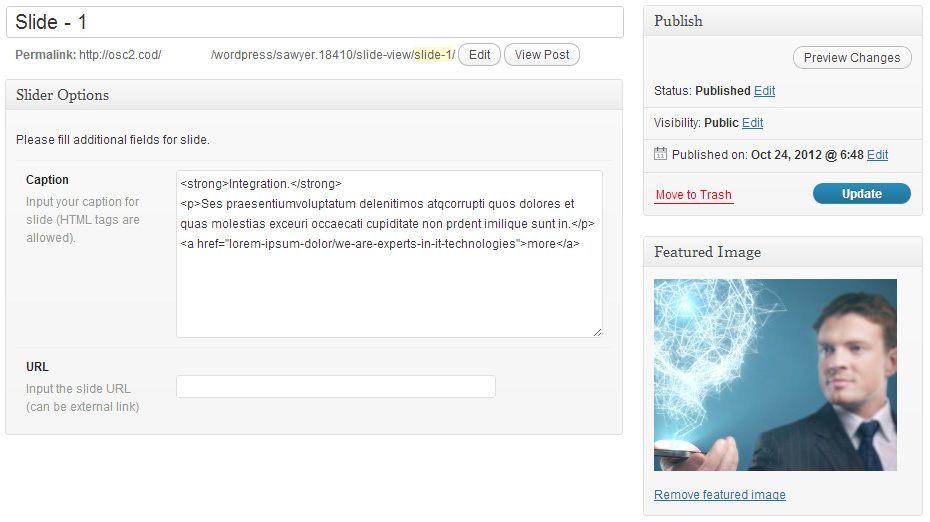 Slide - 1
Permalink: http://osc2.cod/ /wordpress/sawyer.18410/slide-view/slide-1/ Edit View Post
Slider Options
Please fill additional fields for slide.
Caption
Input your caption for
slide (HTML tags are
allowed).
<strong>Integration.</strong>
<p>Ses praesentiumvoluptatum delenitimos atqcorrupti quos dolores et
quas molestias exceuri occaecati cupiditate non prdent imilique sunt in.</p>
<a href="lorem-ipsum-dolor/we-are-experts-in-it-technologies">more</a>
URL
Input the slide URL
(can be external link)
Publish
Preview Changes
Status: Published Edit
Visibility: Public Edit
11 Published on: Oct 24, 2012 @ 6:48 Edit
Move to Trash Update
Featured Image
Remove featured image